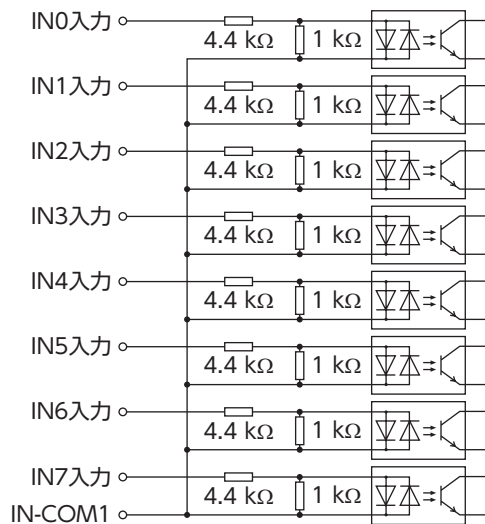 IN0入力
4.4 kΩ 1 kΩ
IN1入力
4.4 kΩ 1 kΩ
IN2入力
4.4 kΩ 1 kΩ
IN3入力
4.4 kΩ 1 kΩ
IN4入力
4.4 kΩ 1 kΩ
IN5入力
4.4 kΩ 1 kΩ
IN6入力
4.4 kΩ 1 kΩ
IN7入力
4.4 kΩ 1 kΩ
IN-COM1